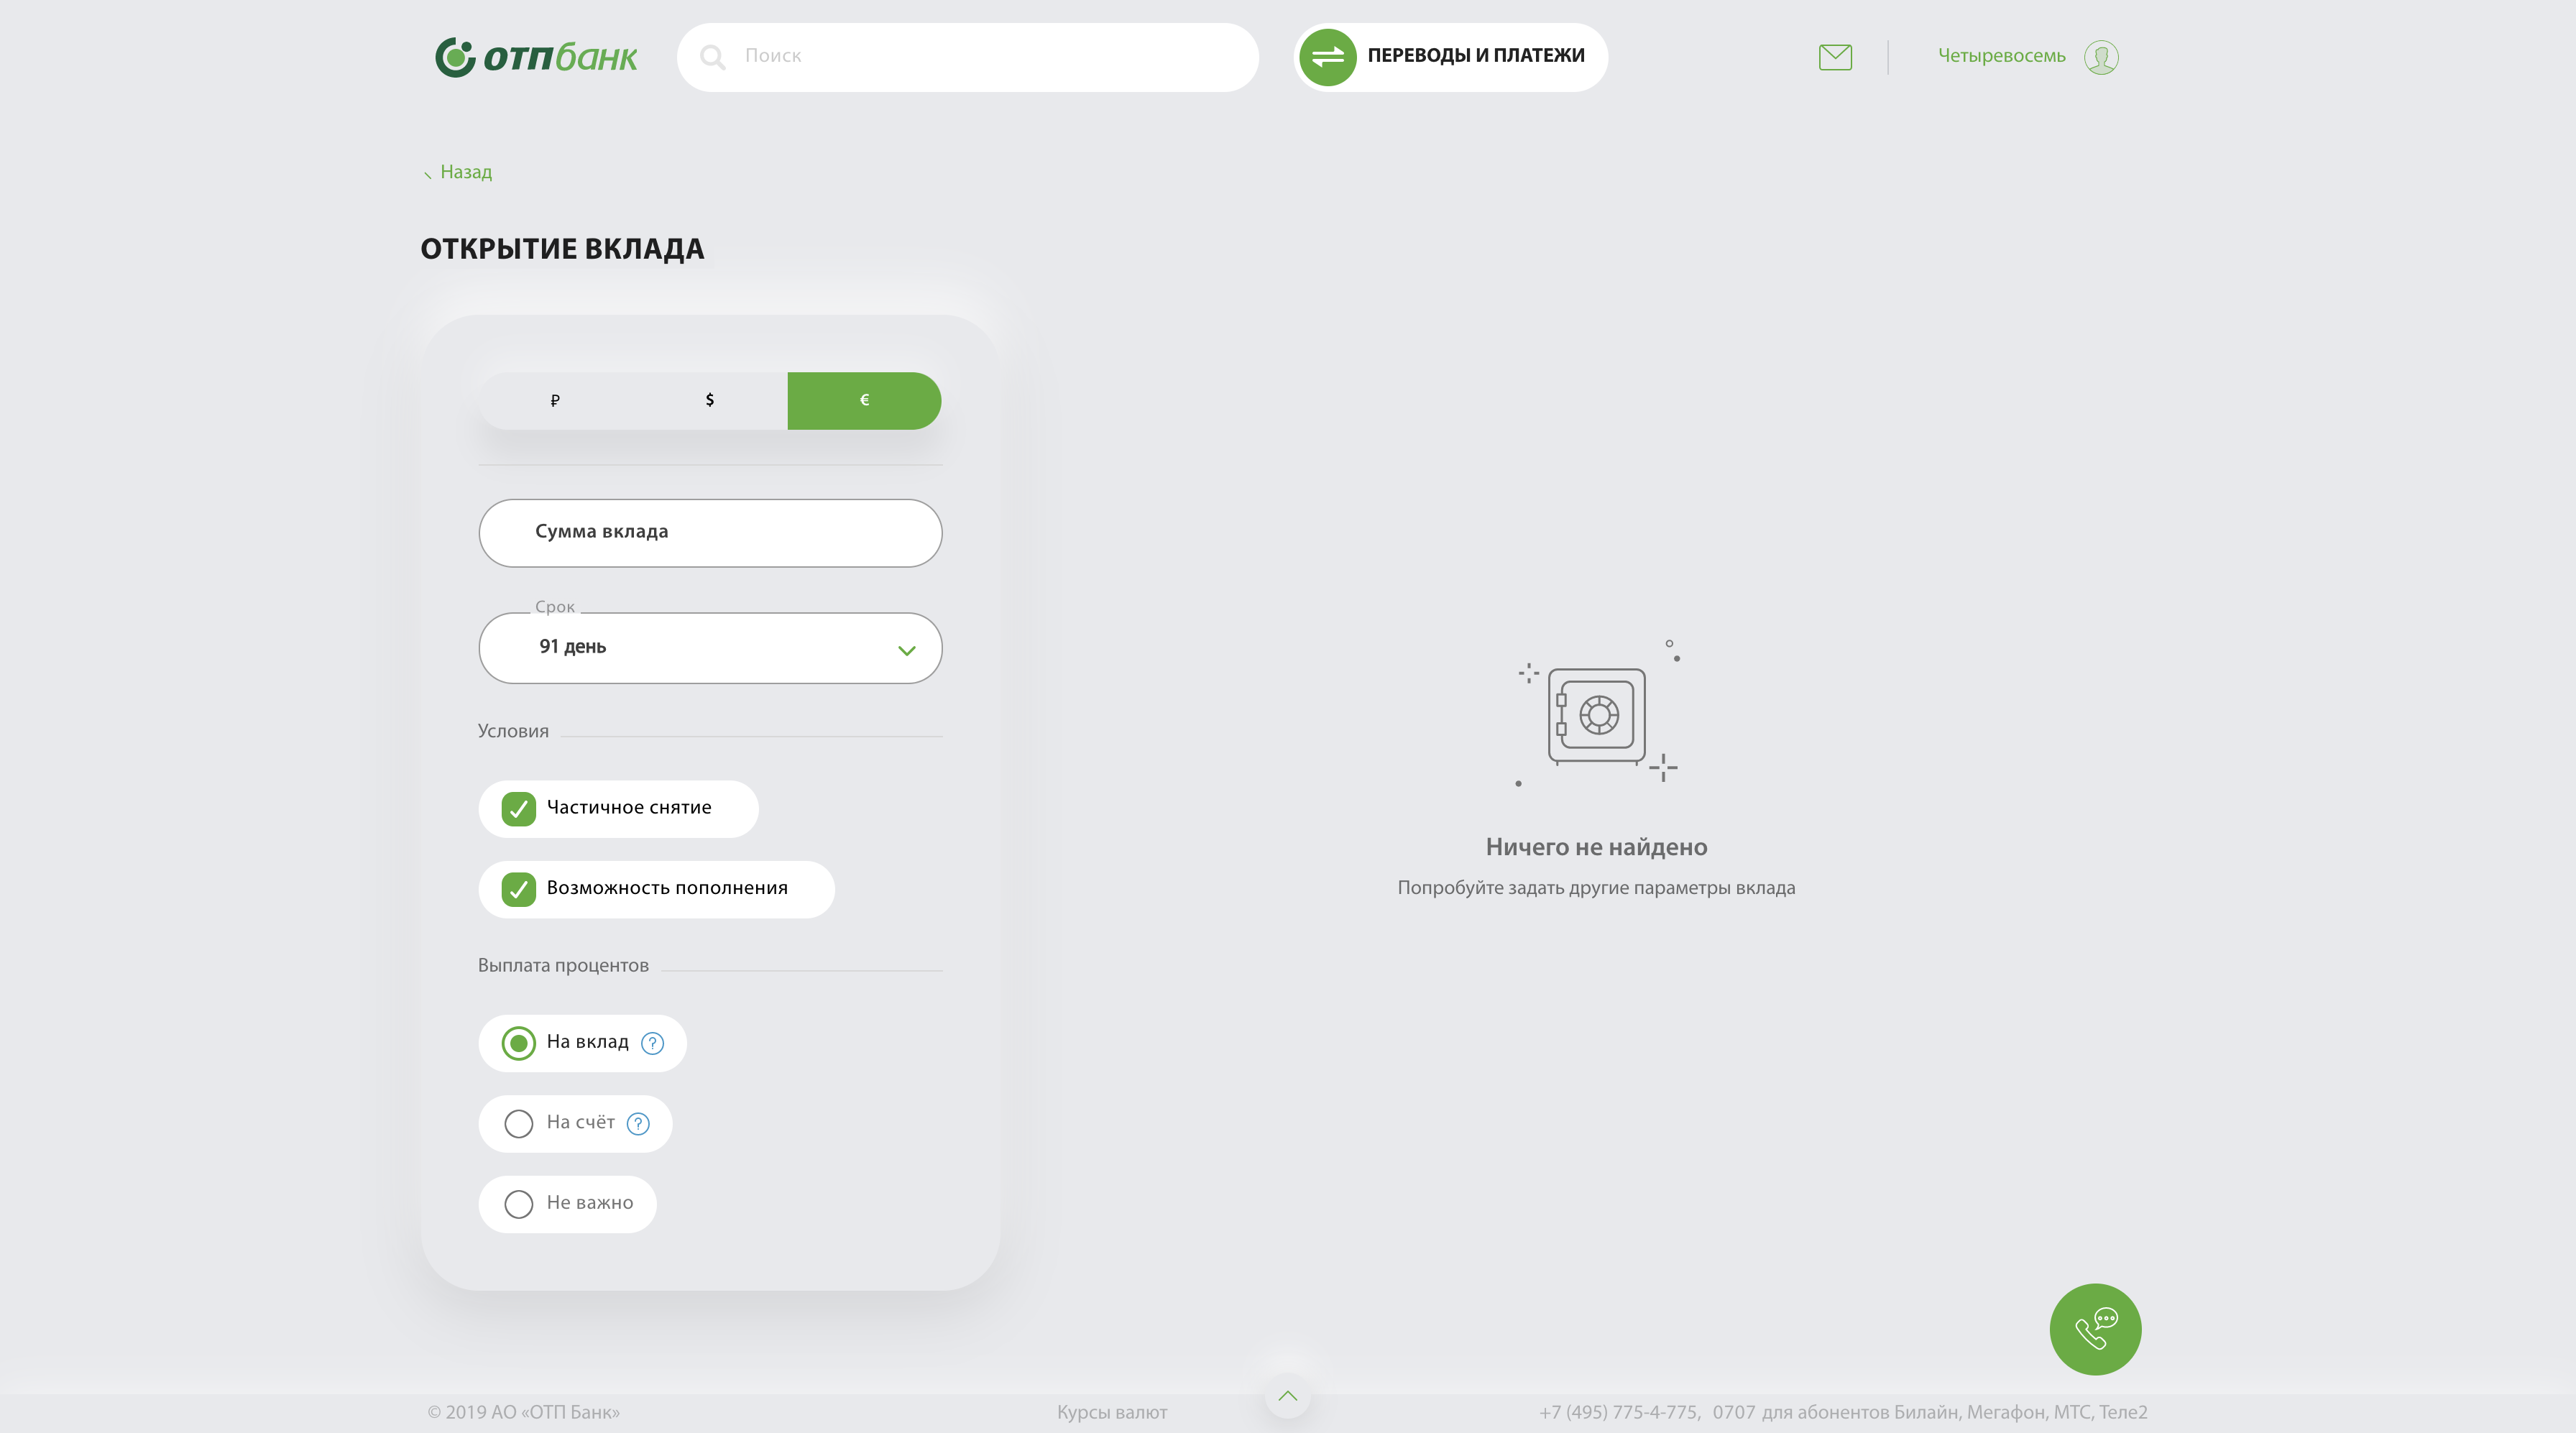 отпбанк
Поиск
ПЕРЕВОДЫ И ПЛАТЕЖИ
Четыревосемь
Назад
ОТКРЫТИЕ ВКЛАДА
₽ $ €
Сумма вклада
Срок
91 день
Условия
Частичное снятие
Возможность пополнения
Выплата процентов
На вклад ?
На счёт ?
Не важно
Ничего не найдено
Попробуйте задать другие параметры вклада
© 2019 АО «ОТП Банк» Курсы валют +7 (495) 775-4-775, 0707 для абонентов Билайн, Мегафон, МТС, Теле2